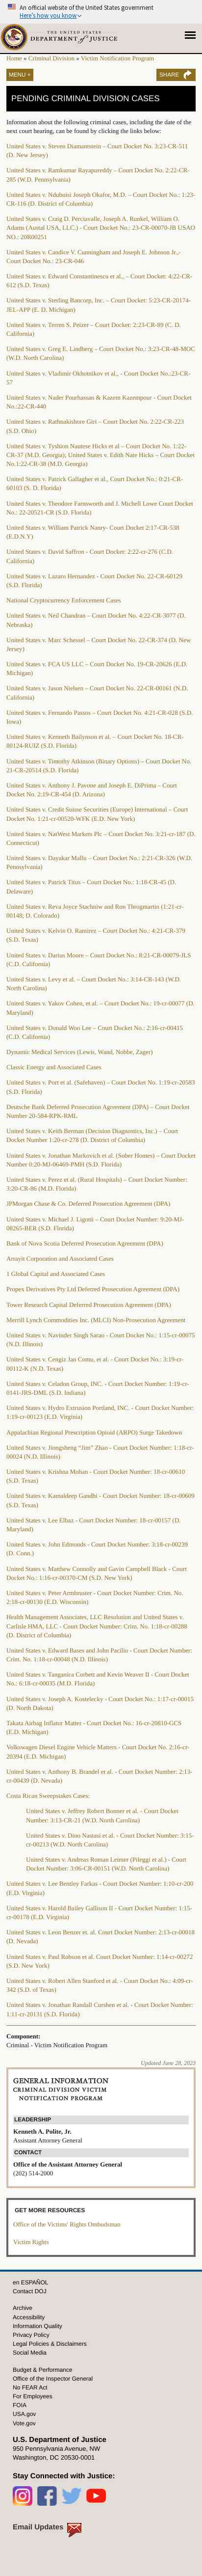 An official website of the United States government
Here's how you know
THE UNITED STATES
DEPARTMENT of JUSTICE
Home » Criminal Division » Victim Notification Program
MENU
SHARE
PENDING CRIMINAL DIVISION CASES
Information about the following criminal cases, including the date of the
next court hearing, can be found by clicking the links below:
United States v. Steven Diamantstein – Court Docket No. 3:23-CR-511
(D. New Jersey)
United States v. Ramkumar Rayapureddy – Court Docket No. 2:22-CR-
285 (W.D. Pennsylvania)
United States v. Ndubuisi Joseph Okafor, M.D. – Court Docket No.: 1:23-
CR-116 (D. District of Columbia)
United States v. Craig D. Perciavalle, Joseph A. Runkel, William O.
Adams (Austal USA, LLC.) - Court Docket No.: 23-CR-00070-JB USAO
NO.: 20R00251
United States v. Candice V. Cunningham and Joseph E. Johnson Jr.,-
Court Docket No.: 23-CR-046
United States v. Edward Constantinescu et al., – Court Docket: 4:22-CR-
612 (S.D. Texas)
United States v. Sterling Bancorp, Inc. – Court Docket: 5:23-CR-20174-
JEL-APP (E. D. Michigan)
United States v. Terren S. Peizer – Court Docket: 2:23-CR-89 (C. D.
California)
United States v. Greg E. Lindberg – Court Docket No.: 3:23-CR-48-MOC
(W.D. North Carolina)
United States v. Vladimir Okhotnikov et al., - Court Docket No.:23-CR-
57
United States v. Nader Pourhassan & Kazem Kazempour - Court Docket
No.:22-CR-440
United States v. Rathnakishore Giri – Court Docket No. 2:22-CR-223
(S.D. Ohio)
United States v. Tyshion Nautese Hicks et al – Court Docket No. 1:22-
CR-37 (M.D. Georgia); United States v. Edith Nate Hicks – Court Docket
No.1:22-CR-38 (M.D. Georgia)
United States v. Patrick Gallagher et al., Court Docket No.: 0:21-CR-
60103 (S. D. Florida)
United States v. Theodore Farnsworth and J. Michell Lowe Court Docket
No.: 22-20521-CR (S.D. Florida)
United States v. William Patrick Nanry- Court Docket 2:17-CR-538
(E.D.N.Y)
United States v. David Saffron - Court Docket: 2:22-cr-276 (C.D.
California)
United States v. Lazaro Hernandez - Court Docket No. 22-CR-60129
(S.D. Florida)
National Cryptocurrency Enforcement Cases
United States v. Neil Chandran – Court Docket No. 4:22-CR-3077 (D.
Nebraska)
United States v. Marc Schessel – Court Docket No. 22-CR-374 (D. New
Jersey)
United States v. FCA US LLC – Court Docket No. 19-CR-20626 (E.D.
Michigan)
United States v. Jason Nielsen – Court Docket No. 22-CR-00161 (N.D.
California)
United States v. Fernando Passos – Court Docket No. 4:21-CR-028 (S.D.
Iowa)
United States v. Kenneth Bailynson et al. – Court Docket No. 18-CR-
80124-RUIZ (S.D. Florida)
United States v. Timothy Atkinson (Binary Options) – Court Docket No.
21-CR-20514 (S.D. Florida)
United States v. Anthony J. Pavone and Joseph E. DiPrima – Court
Docket No. 2:19-CR-454 (D. Arizona)
United States v. Credit Suisse Securities (Europe) International – Court
Docket No. 1:21-cr-00520-WFK (E.D. New York)
United States v. NatWest Markets Plc – Court Docket No. 3:21-cr-187 (D.
Connecticut)
United States v. Dayakar Mallu – Court Docket No.: 2:21-CR-326 (W.D.
Pennsylvania)
United States v. Patrick Titus – Court Docket No.: 1:18-CR-45 (D.
Delaware)
United States v. Reva Joyce Stachniw and Ron Throgmartin (1:21-cr-
00148; D. Colorado)
United States v. Kelvin O. Ramirez – Court Docket No.: 4:21-CR-379
(S.D. Texas)
United States v. Darius Moore – Court Docket No.: 8:21-CR-00079-JLS
(C.D. California)
United States v. Levy et al. – Court Docket No.: 3:14-CR-143 (W.D.
North Carolina)
United States v. Yakov Cohen, et al. – Court Docket No.: 19-cr-00077 (D.
Maryland)
United States v. Donald Woo Lee – Court Docket No.: 2:16-cr-00415
(C.D. California)
Dynamic Medical Services (Lewis, Wand, Nobbe, Zager)
Classic Energy and Associated Cases
United States v. Port et al. (Safehaven) – Court Docket No. 1:19-cr-20583
(S.D. Florida)
Deutsche Bank Deferred Prosecution Agreement (DPA) – Court Docket
Number 20-584-RPK-RML
United States v. Keith Berman (Decision Diagnostics, Inc.) – Court
Docket Number 1:20-cr-278 (D. District of Columbia)
United States v. Jonathan Markovich et al. (Sober Homes) – Court Docket
Number 0:20-MJ-06469-PMH (S.D. Florida)
United States v. Perez et al. (Rural Hospitals) – Court Docket Number:
3:20-CR-86 (M.D. Florida)
JPMorgan Chase & Co. Deferred Prosecution Agreement (DPA)
United States v. Michael J. Ligotti – Court Docket Number: 9:20-MJ-
08265-BER (S.D. Florida)
Bank of Nova Scotia Deferred Prosecution Agreement (DPA)
Arrayit Corporation and Associated Cases
1 Global Capital and Associated Cases
Propex Derivatives Pty Ltd Deferred Prosecution Agreement (DPA)
Tower Research Capital Deferred Prosecution Agreement (DPA)
Merrill Lynch Commodities Inc. (MLCI) Non-Prosecution Agreement
United States v. Navinder Singh Sarao - Court Docket No.: 1:15-cr-00075
(N.D. Illinois)
United States v. Cengiz Jan Comu, et al. - Court Docket No.: 3:19-cr-
00112-K (N.D. Texas)
United States v. Celadon Group, INC. - Court Docket Number: 1:19-cr-
0141-JRS-DML (S.D. Indiana)
United States v. Hydro Extrusion Portland, INC. - Court Docket Number:
1:19-cr-00123 (E.D. Virginia)
Appalachian Regional Prescription Opioid (ARPO) Surge Takedown
United States v. Jiongsheng “Jim” Zhao – Court Docket Number: 1:18-cr-
00024 (N.D. Illinois)
United States v. Krishna Mohan - Court Docket Number: 18-cr-00610
(S.D. Texas)
United States v. Kamaldeep Gandhi - Court Docket Number: 18-cr-00609
(S.D. Texas)
United States v. Lee Elbaz - Court Docket Number: 18-cr-00157 (D.
Maryland)
United States v. John Edmonds - Court Docket Number: 3:18-cr-00239
(D. Conn.)
United States v. Matthew Connolly and Gavin Campbell Black - Court
Docket No.: 1:16-cr-00370-CM (S.D. New York)
United States v. Peter Armbruster - Court Docket Number: Crim. No.
2:18-cr-00130 (E.D. Wisconsin)
Health Management Associates, LLC Resolution and United States v.
Carlisle HMA, LLC - Court Docket Number: Crim. No. 1:18-cr-00288
(D. District of Columbia)
United States v. Edward Bases and John Pacilio - Court Docket Number:
Crim. No. 1:18-cr-00048 (N.D. Illinois)
United States v. Tanganica Corbett and Kevin Weaver II - Court Docket
No.: 6:18-cr-00035 (M.D. Florida)
United States v. Joseph A. Kostelecky - Court Docket No.: 1:17-cr-00015
(D. North Dakota)
Takata Airbag Inflator Matter - Court Docket No.: 16-cr-20810-GCS
(E.D. Michigan)
Volkswagen Diesel Engine Vehicle Matters - Court Docket No. 2:16-cr-
20394 (E.D. Michigan)
United States v. Anthony B. Brandel et al. - Court Docket Number: 2:13-
cr-00439 (D. Nevada)
Costa Rican Sweepstakes Cases:
United States v. Jeffrey Robert Bonner et al. - Court Docket
Number: 3:13-CR-21 (W.D. North Carolina)
United States v. Dino Nastasi et al. - Court Docket Number: 3:15-
cr-00213 (W.D. North Carolina)
United States v. Andreas Roman Leimer (Pileggi et al.) - Court
Docket Number: 3:06-CR-00151 (W.D. North Carolina)
United States v. Lee Bentley Farkas - Court Docket Number: 1:10-cr-200
(E.D. Virginia)
United States v. Harold Bailey Gallison II - Court Docket Number: 1:15-
cr-00178 (E.D. Virginia)
United States v. Leon Benzer et. al. Court Docket Number: 2:13-cr-00018
(D. Nevada)
United States v. Paul Robson et al. Court Docket Number: 1:14-cr-00272
(S.D. New York)
United States v. Robert Allen Stanford et al. - Court Docket No.: 4:09-cr-
342 (S.D. of Texas)
United States v. Jonathan Randall Curshen et al. - Court Docket Number:
1:11-cr-20131 (S.D. Florida)
Component:
Criminal - Victim Notification Program
Updated June 28, 2023
GENERAL INFORMATION
CRIMINAL DIVISION VICTIM
NOTIFICATION PROGRAM
LEADERSHIP
Kenneth A. Polite, Jr.
Assistant Attorney General
CONTACT
Office of the Assistant Attorney General
(202) 514-2000
GET MORE RESOURCES
Office of the Victims' Rights Ombudsman
Victim Rights
en ESPAÑOL
Contact DOJ
Archive
Accessibility
Information Quality
Privacy Policy
Legal Policies & Disclaimers
Social Media
Budget & Performance
Office of the Inspector General
No FEAR Act
For Employees
FOIA
USA.gov
Vote.gov
U.S. Department of Justice
950 Pennsylvania Avenue, NW
Washington, DC 20530-0001
Stay Connected with Justice:
Email Updates